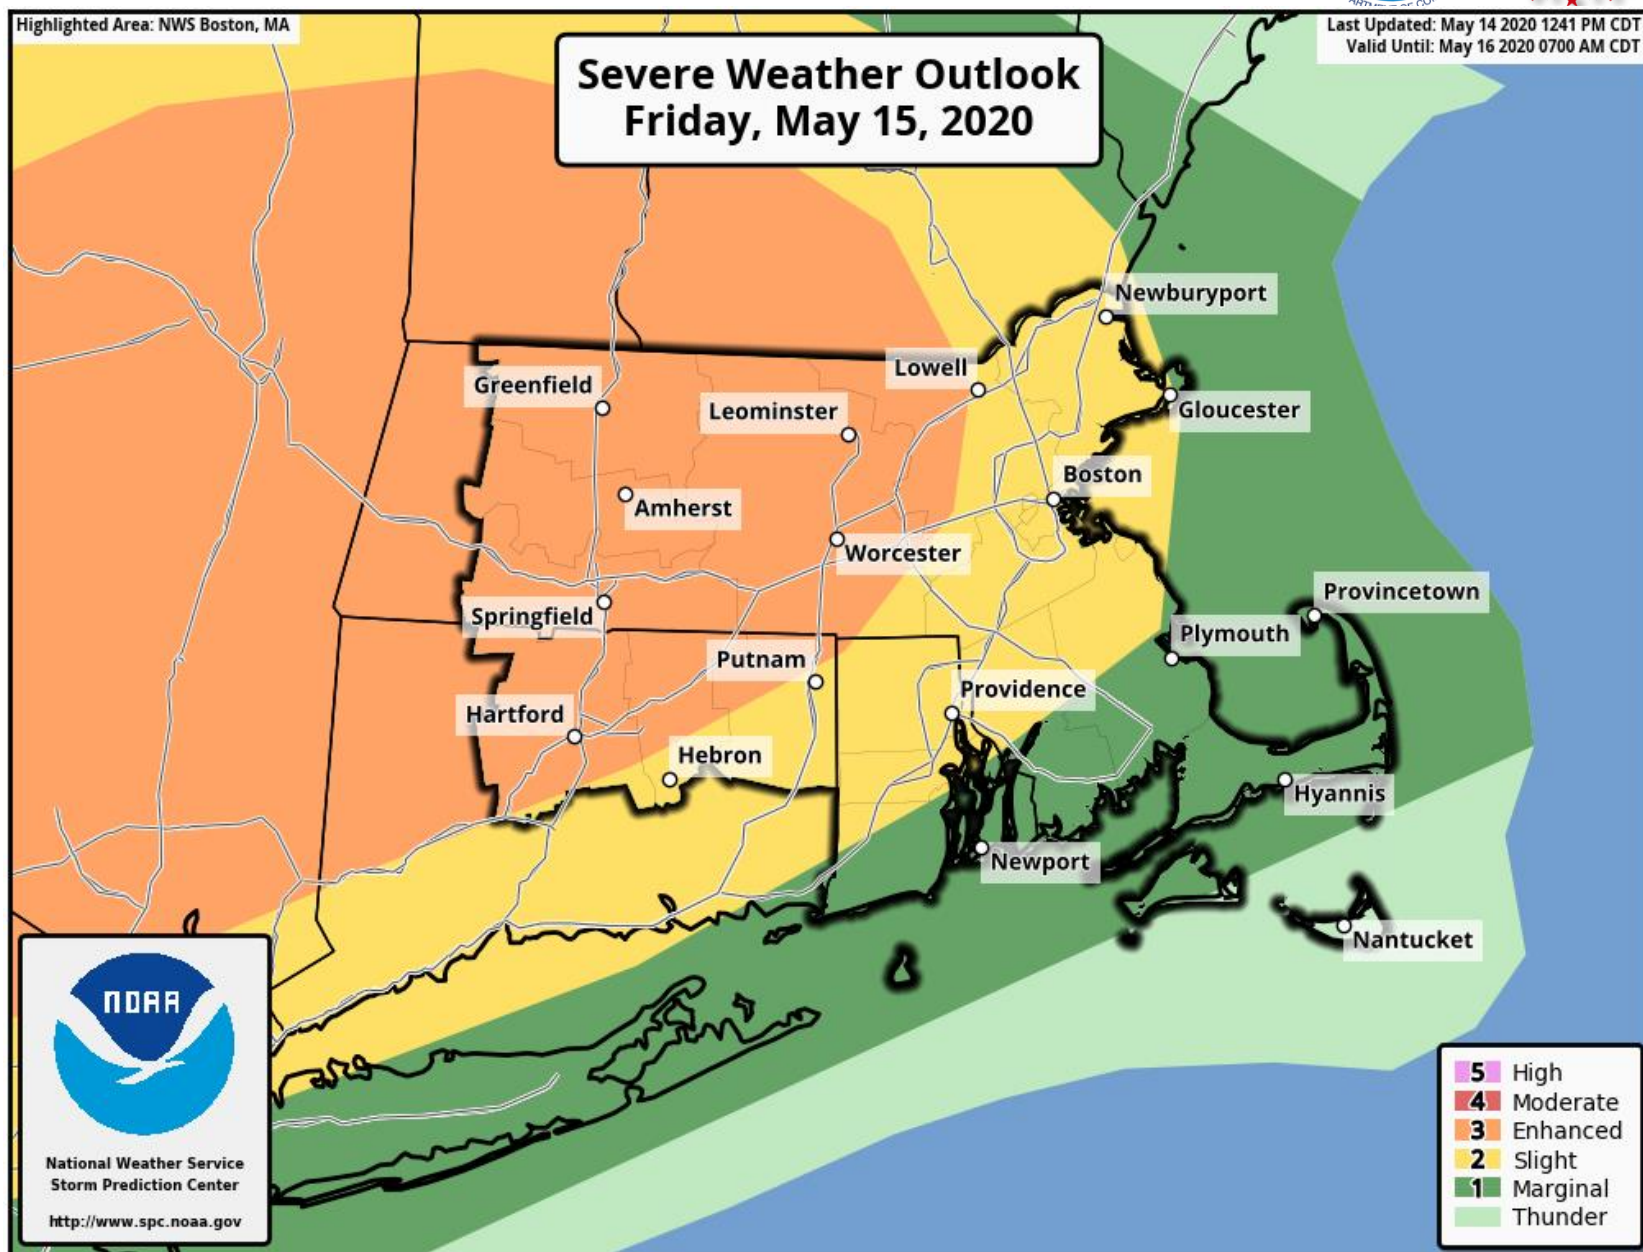 Highlighted Area: NWS Boston, MA
Last Updated: May 14 2020 1241 PM CDT
Valid Until: May 16 2020 0700 AM CDT
Severe Weather Outlook
Friday, May 15, 2020
Newburyport
Lowell
Greenfield
Leominster
Gloucester
Boston
Amherst
Worcester
Provincetown
Springfield
Plymouth
Putnam
Providence
Hartford
Hebron
Hyannis
Newport
Nantucket
NOAA
National Weather Service
Storm Prediction Center
http://www.spc.noaa.gov
5 High
4 Moderate
3 Enhanced
2 Slight
1 Marginal
Thunder